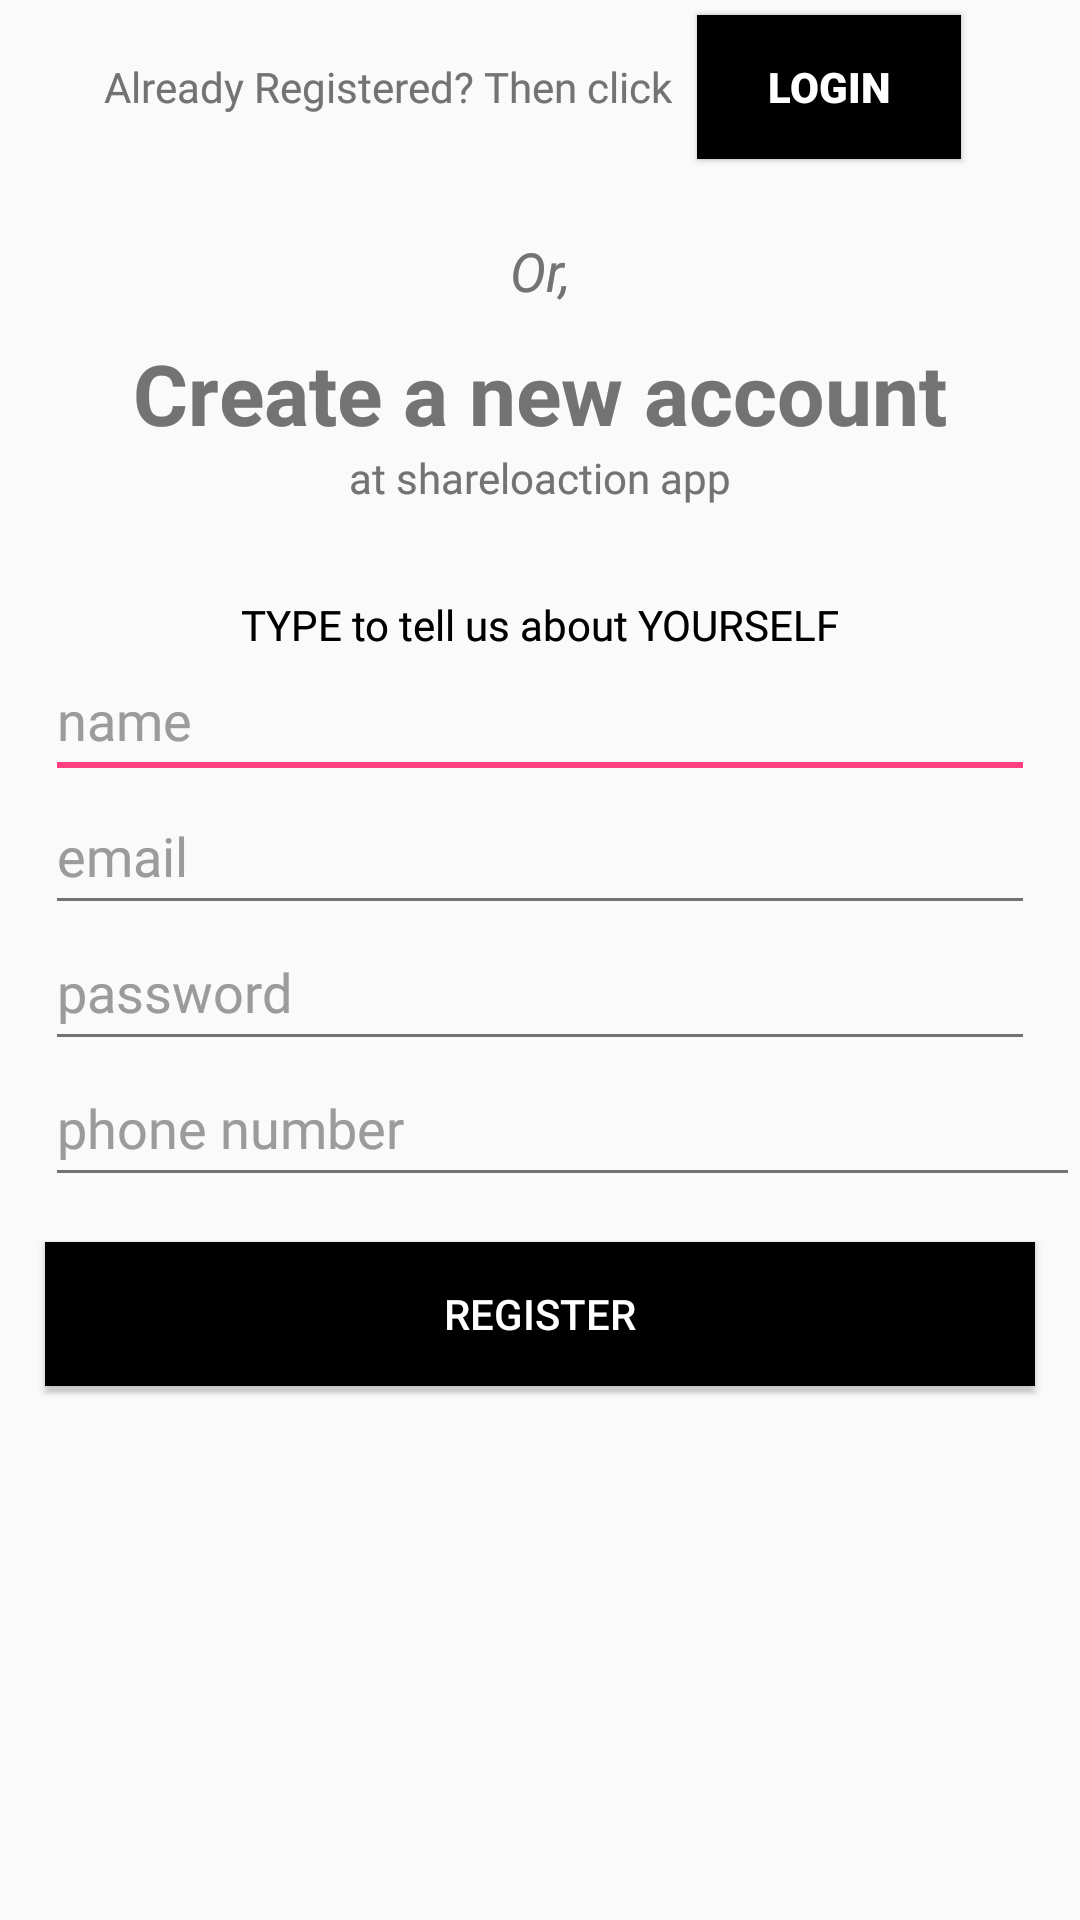 Already Registered? Then click LOGIN
Or,
Create a new account
at shareloaction app
TYPE to tell us about YOURSELF
name
email
password
phone number
REGISTER